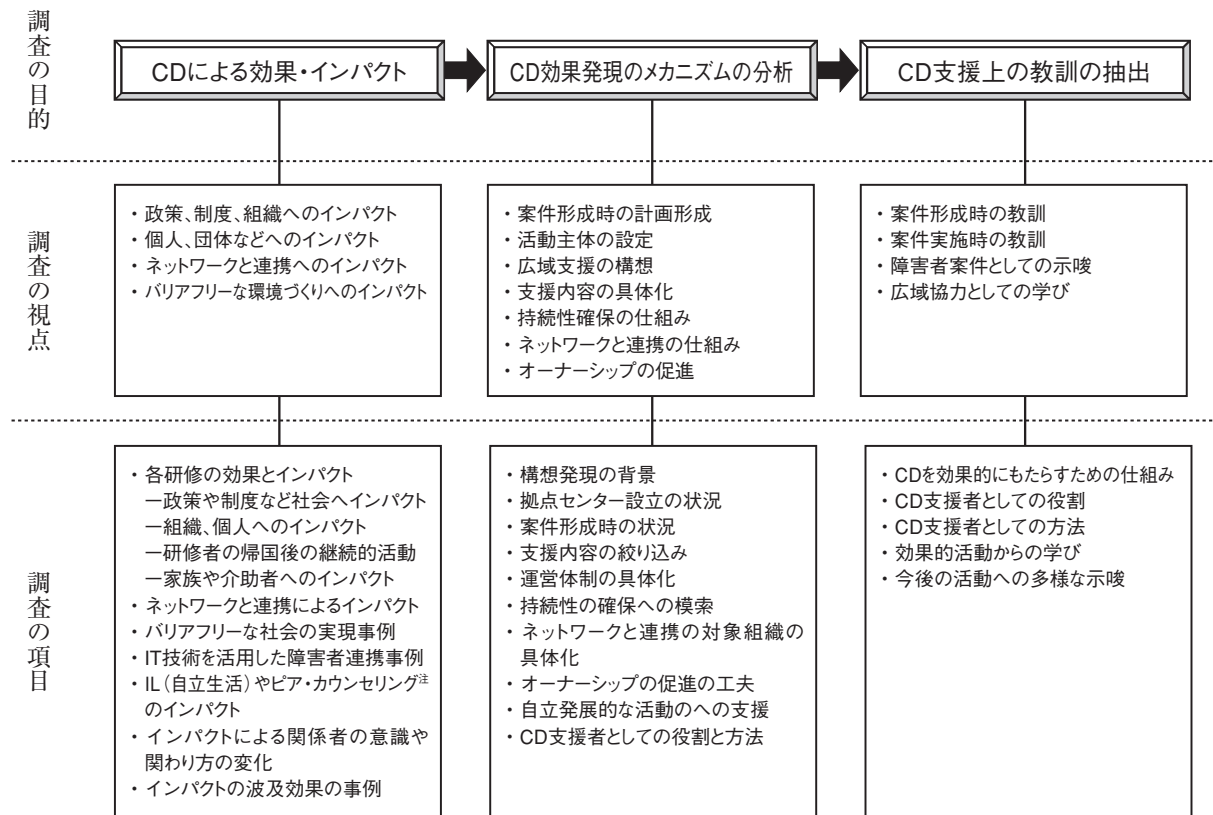 調査の目的
CDによる効果・インパクト
CD効果発現のメカニズムの分析
CD支援上の教訓の抽出
調査の視点
・政策、制度、組織へのインパクト
・個人、団体などへのインパクト
・ネットワークと連携へのインパクト
・バリアフリーな環境づくりへのインパクト
・案件形成時の計画形成
・活動主体の設定
・広域支援の構想
・支援内容の具体化
・持続性確保の仕組み
・ネットワークと連携の仕組み
・オーナーシップの促進
・案件形成時の教訓
・案件実施時の教訓
・障害者案件としての示唆
・広域協力としての学び
調査の項目
・各研修の効果とインパクト
ー政策や制度など社会へインパクト
ー組織、個人へのインパクト
ー研修者の帰国後の継続的活動
ー家族や介助者へのインパクト
・ネットワークと連携によるインパクト
・バリアフリーな社会の実現事例
・IT技術を活用した障害者連携事例
・IL（自立生活）やピア・カウンセリング注
のインパクト
・インパクトによる関係者の意識や
関わり方の変化
・インパクトの波及効果の事例
・構想発現の背景
・拠点センター設立の状況
・案件形成時の状況
・支援内容の絞り込み
・運営体制の具体化
・持続性の確保への模索
・ネットワークと連携の対象組織の
具体化
・オーナーシップの促進の工夫
・自立発展的な活動のへの支援
・CD支援者としての役割と方法
・CDを効果的にもたらすための仕組み
・CD支援者としての役割
・CD支援者としての方法
・効果的活動からの学び
・今後の活動への多様な示唆